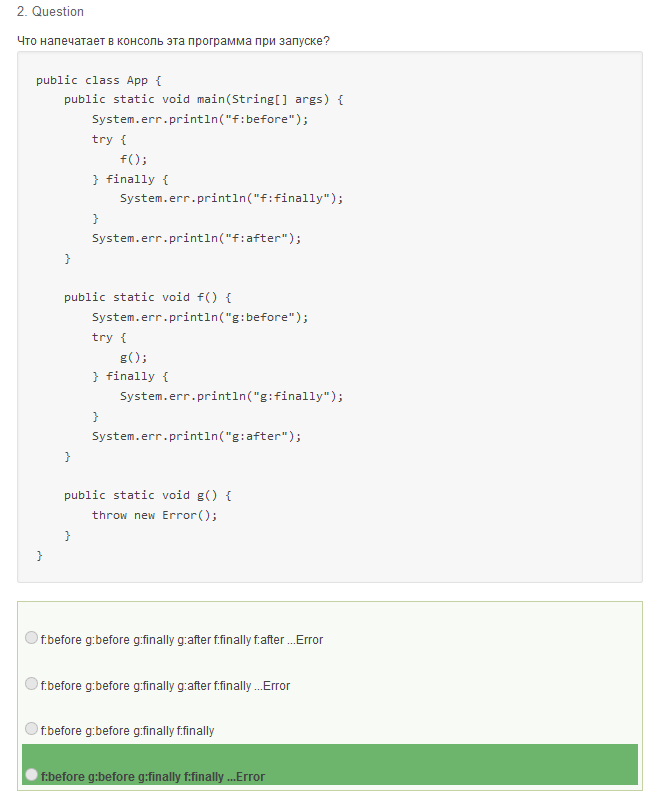 2. Question
Что напечатает в консоль эта программа при запуске?
public class App {
    public static void main(String[] args) {
        System.err.println("f:before");
        try {
            f();
        } finally {
            System.err.println("f:finally");
        }
        System.err.println("f:after");
    }

    public static void f() {
        System.err.println("g:before");
        try {
            g();
        } finally {
            System.err.println("g:finally");
        }
        System.err.println("g:after");
    }

    public static void g() {
        throw new Error();
    }
}
f:before g:before g:finally g:after f:finally f:after ...Error
f:before g:before g:finally g:after f:finally ...Error
f:before g:before g:finally f:finally
f:before g:before g:finally f:finally ...Error